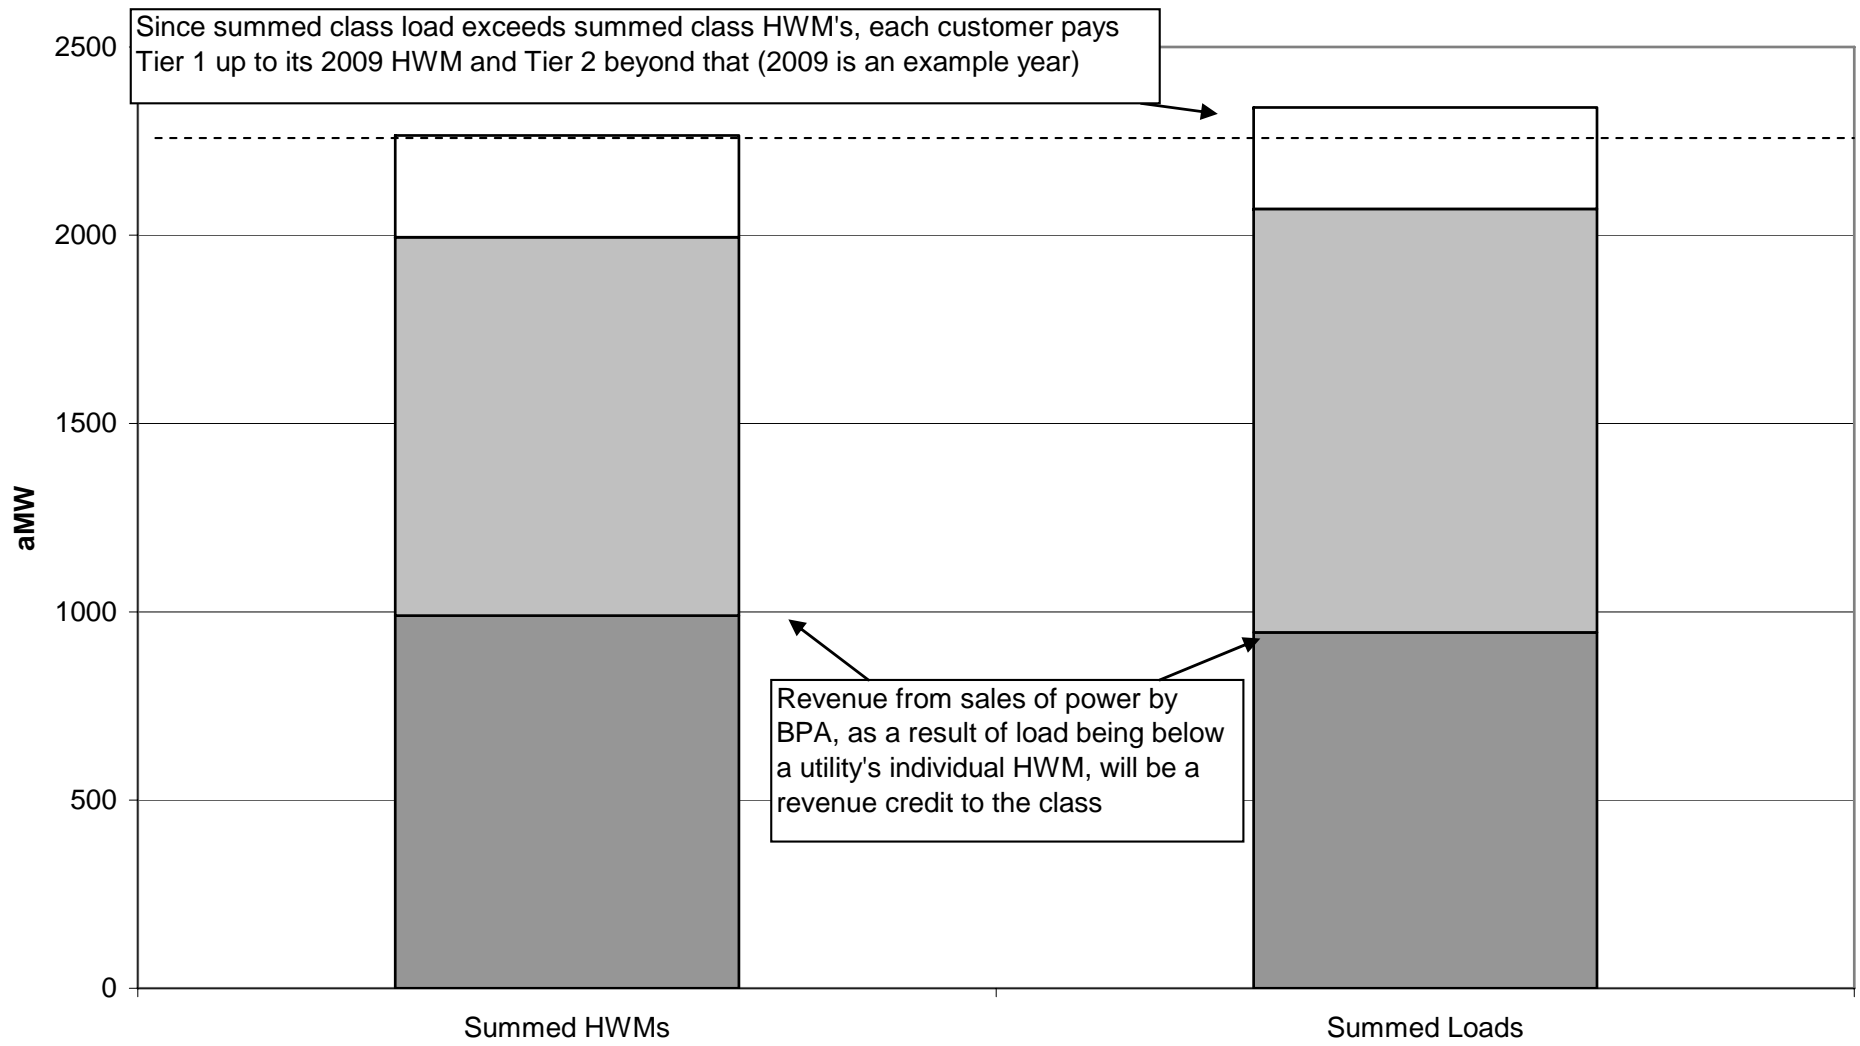 Since summed class load exceeds summed class HWM's, each customer pays
Tier 1 up to its 2009 HWM and Tier 2 beyond that (2009 is an example year)
2500
2000
1500
1000
500
0
aMW
Revenue from sales of power by
BPA, as a result of load being below
a utility's individual HWM, will be a
revenue credit to the class
Summed HWMs
Summed Loads